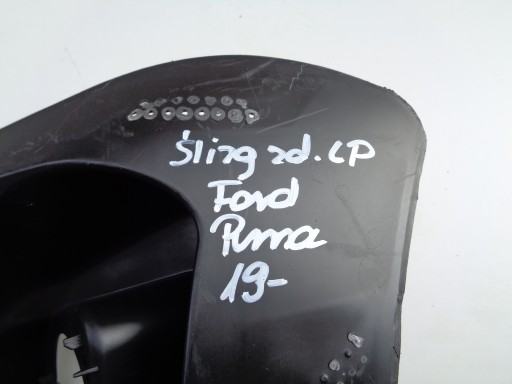 Ślizg zd. LP
Ford
Puma
19-